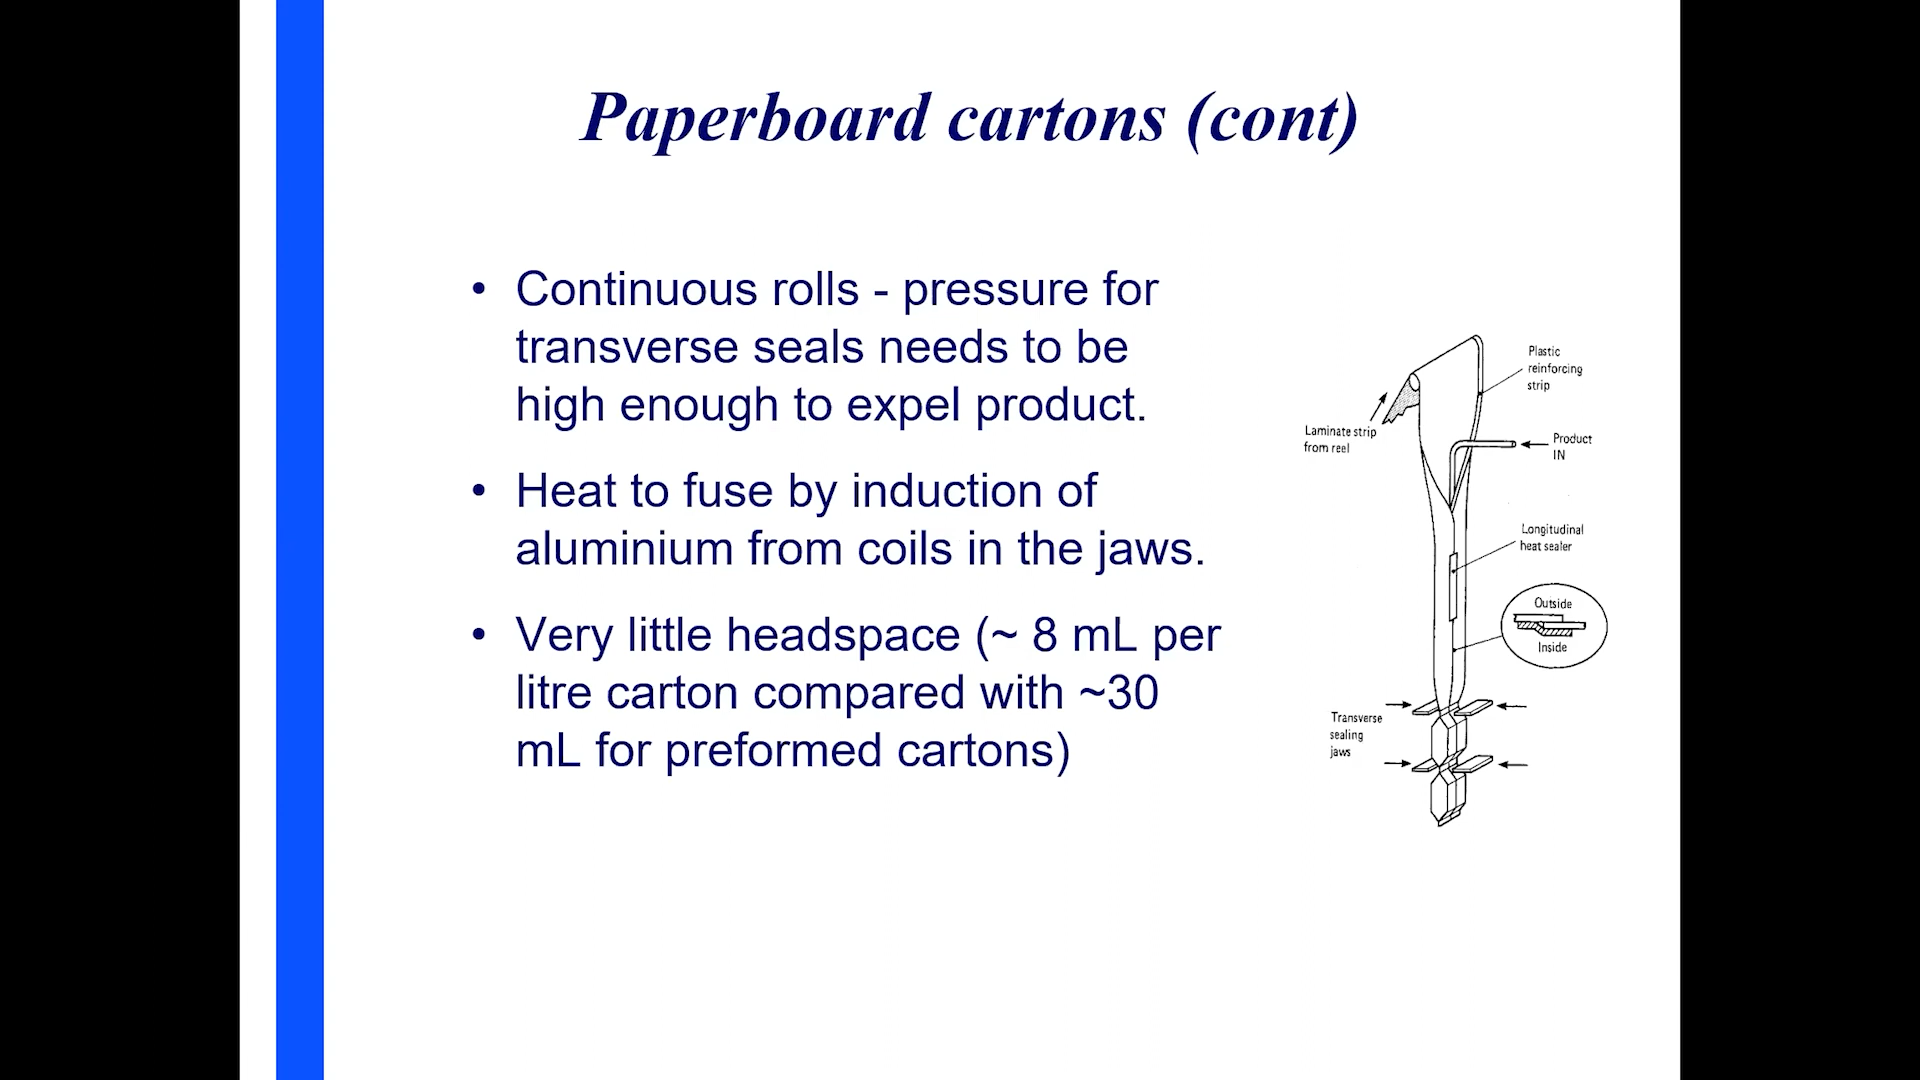 Paperboard cartons (cont)
• Continuous rolls - pressure for
transverse seals needs to be
high enough to expel product.
• Heat to fuse by induction of
aluminium from coils in the jaws.
• Very little headspace (~ 8 mL per
litre carton compared with ~30
mL for preformed cartons)
Plastic
reinforcing
strip
Laminate strip
from reel
Product
IN
Longitudinal
heat sealer
Outside
Inside
Transverse
sealing
jaws